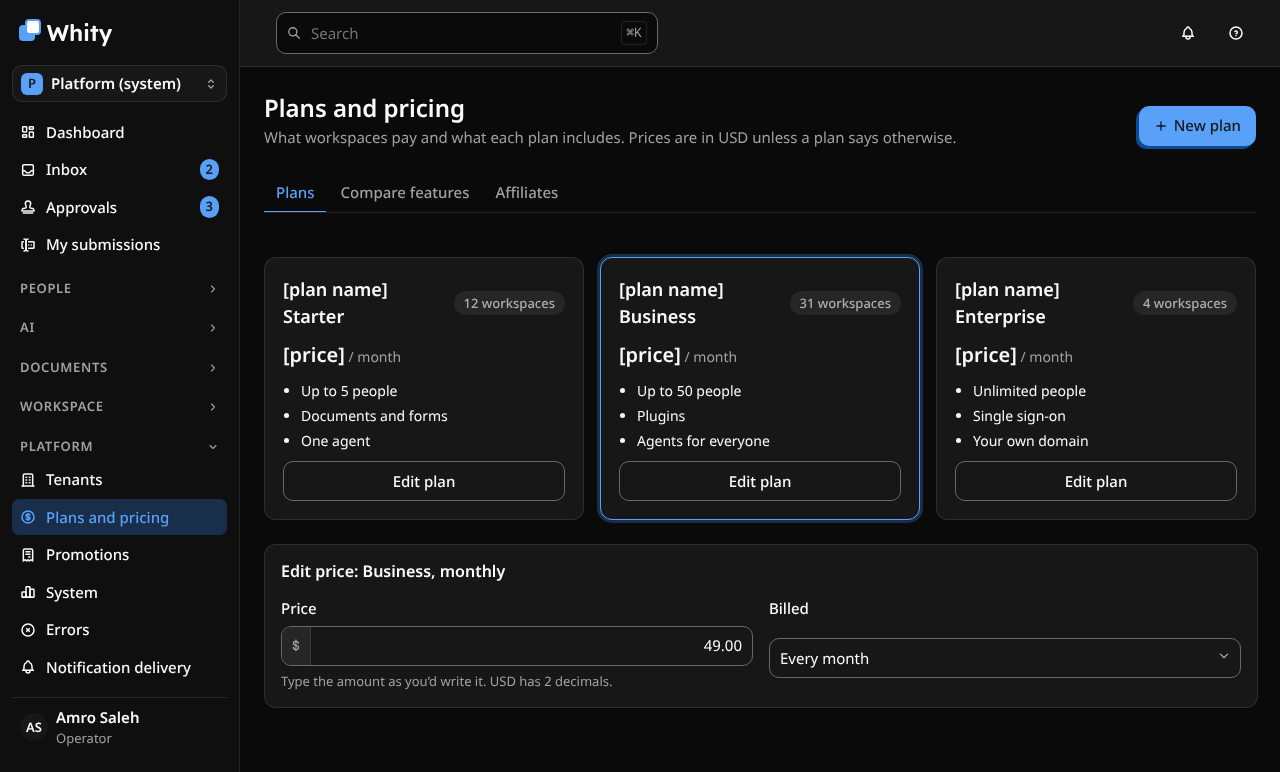 Whity
Search
⌘K
P
Platform (system)
Dashboard
Inbox
2
Approvals
3
My submissions
PEOPLE
AI
DOCUMENTS
WORKSPACE
PLATFORM
Tenants
Plans and pricing
Promotions
System
Errors
Notification delivery
AS
Amro Saleh
Operator
Plans and pricing
What workspaces pay and what each plan includes. Prices are in USD unless a plan says otherwise.
+ New plan
Plans
Compare features
Affiliates
[plan name]
Starter
12 workspaces
[price] / month
• Up to 5 people
• Documents and forms
• One agent
Edit plan
[plan name]
Business
31 workspaces
[price] / month
• Up to 50 people
• Plugins
• Agents for everyone
Edit plan
[plan name]
Enterprise
4 workspaces
[price] / month
• Unlimited people
• Single sign-on
• Your own domain
Edit plan
Edit price: Business, monthly
Price
$
49.00
Type the amount as you’d write it. USD has 2 decimals.
Billed
Every month